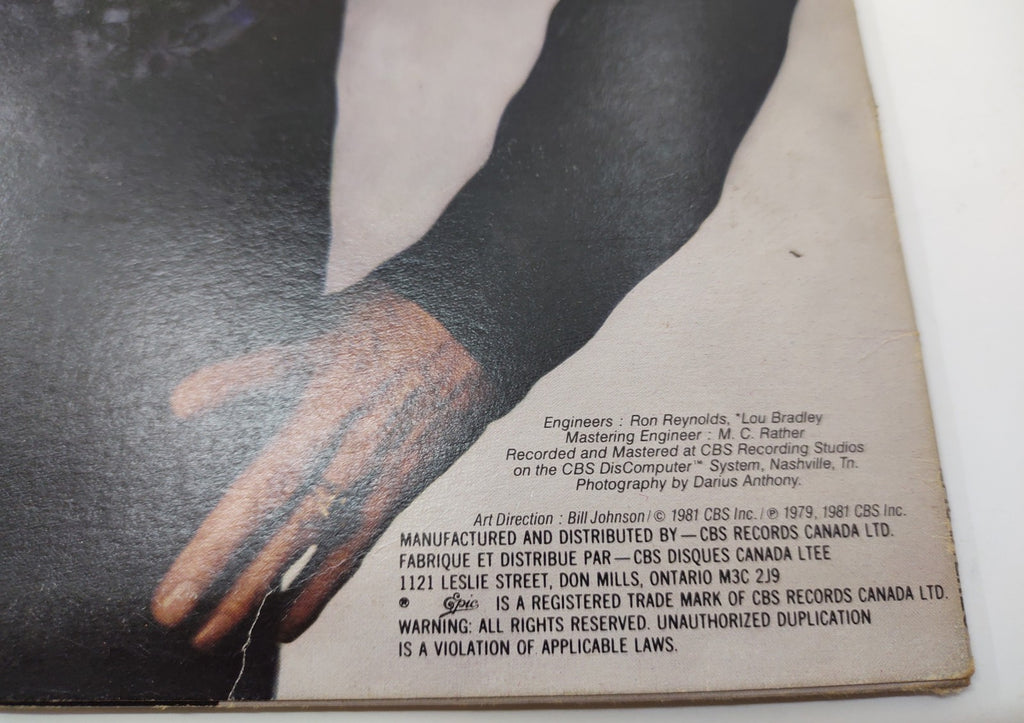 Engineers : Ron Reynolds, *Lou Bradley
Mastering Engineer : M. C. Rather
Recorded and Mastered at CBS Recording Studios
on the CBS DisComputer™ System, Nashville, Tn.
Photography by Darius Anthony.
Art Direction : Bill Johnson / © 1981 CBS Inc. / ℗ 1979, 1981 CBS Inc.
MANUFACTURED AND DISTRIBUTED BY — CBS RECORDS CANADA LTD.
FABRIQUE ET DISTRIBUE PAR — CBS DISQUES CANADA LTEE
1121 LESLIE STREET, DON MILLS, ONTARIO M3C 2J9
® Epic IS A REGISTERED TRADE MARK OF CBS RECORDS CANADA LTD.
WARNING: ALL RIGHTS RESERVED. UNAUTHORIZED DUPLICATION
IS A VIOLATION OF APPLICABLE LAWS.